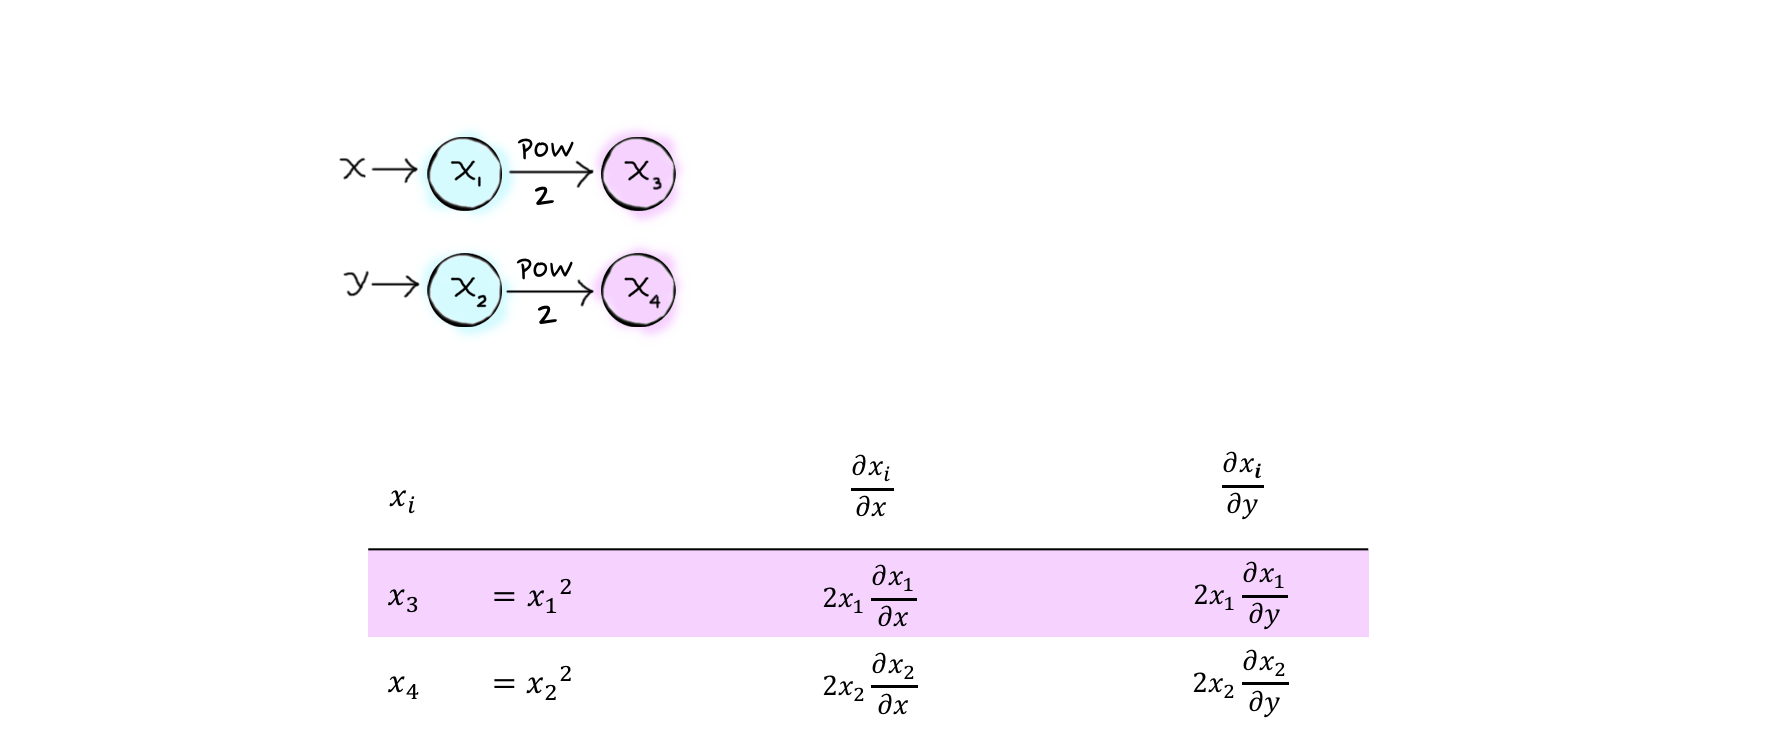 x → x₁ POW 2 → x₃
y → x₂ POW 2 → x₄
xᵢ ∂xᵢ/∂x ∂xᵢ/∂y
x₃ = x₁² 2x₁ ∂x₁/∂x 2x₁ ∂x₁/∂y
x₄ = x₂² 2x₂ ∂x₂/∂x 2x₂ ∂x₂/∂y